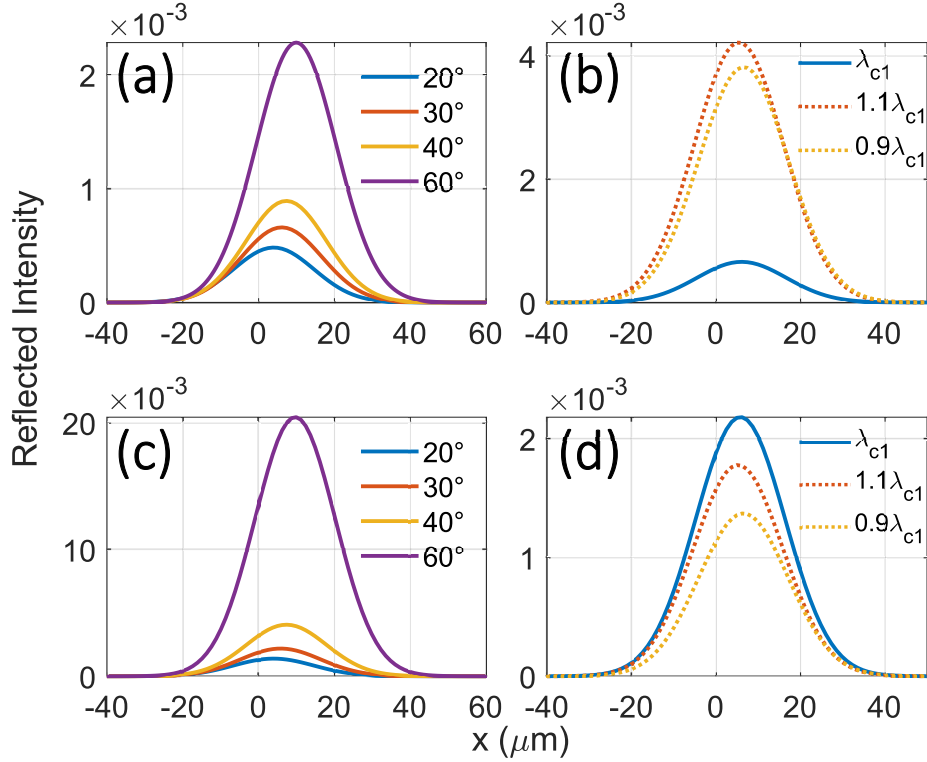 Reflected Intensity
×10⁻³
(a)
20°
30°
40°
60°
2
1
0
-40 -20 0 20 40 60
×10⁻³
(b)
λc1
1.1λc1
0.9λc1
4
2
0
-40 -20 0 20 40
×10⁻³
(c)
20°
30°
40°
60°
20
10
0
-40 -20 0 20 40 60
×10⁻³
(d)
λc1
1.1λc1
0.9λc1
2
1
0
-40 -20 0 20 40
x (μm)